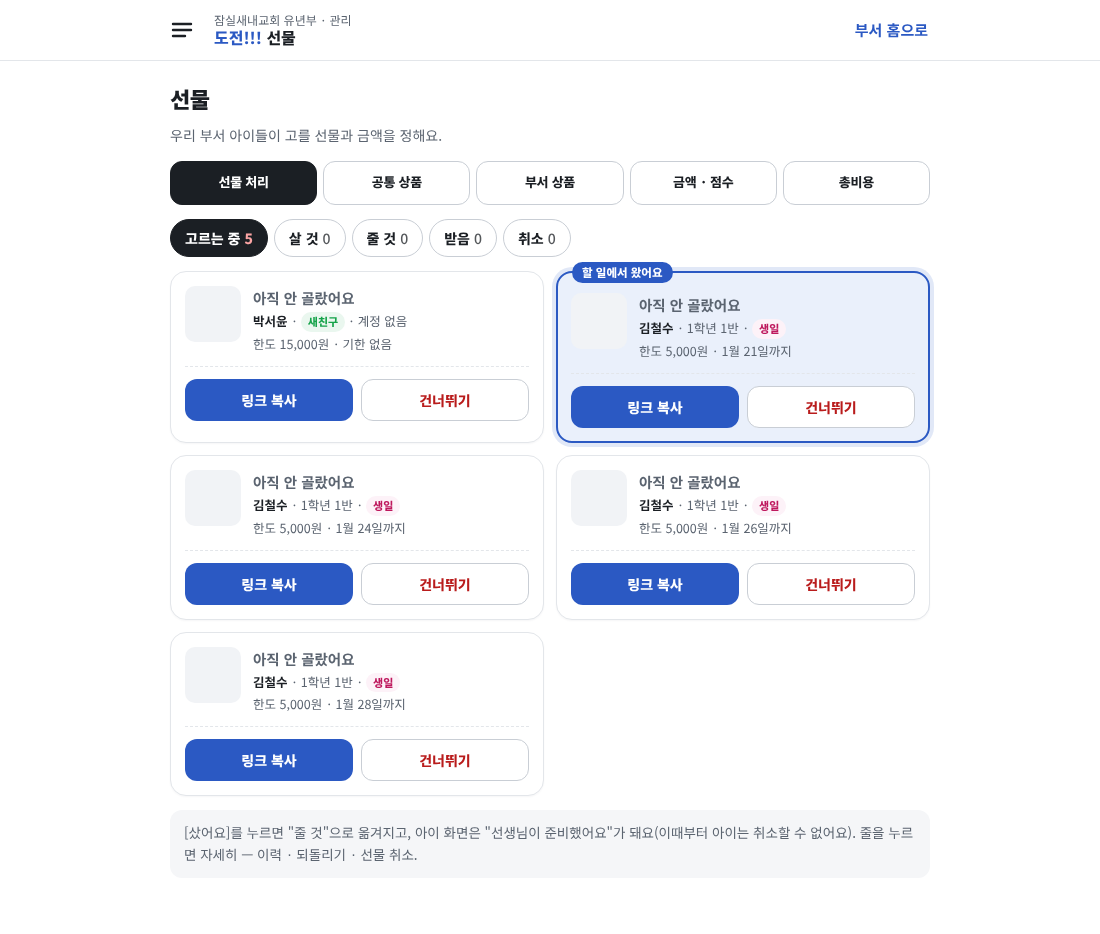 잠실새내교회 유년부 · 관리
도전!!! 선물
부서 홈으로
선물
우리 부서 아이들이 고를 선물과 금액을 정해요.
선물 처리
공통 상품
부서 상품
금액 · 점수
총비용
고르는 중 5
살 것 0
줄 것 0
받음 0
취소 0
아직 안 골랐어요
박서윤 · 새친구 · 계정 없음
한도 15,000원 · 기한 없음
링크 복사
건너뛰기
할 일에서 왔어요
아직 안 골랐어요
김철수 · 1학년 1반 · 생일
한도 5,000원 · 1월 21일까지
링크 복사
건너뛰기
아직 안 골랐어요
김철수 · 1학년 1반 · 생일
한도 5,000원 · 1월 24일까지
링크 복사
건너뛰기
아직 안 골랐어요
김철수 · 1학년 1반 · 생일
한도 5,000원 · 1월 26일까지
링크 복사
건너뛰기
아직 안 골랐어요
김철수 · 1학년 1반 · 생일
한도 5,000원 · 1월 28일까지
링크 복사
건너뛰기
[샀어요]를 누르면 "줄 것"으로 옮겨지고, 아이 화면은 "선생님이 준비했어요"가 돼요(이때부터 아이는 취소할 수 없어요). 줄을 누르
면 자세히 — 이력 · 되돌리기 · 선물 취소.